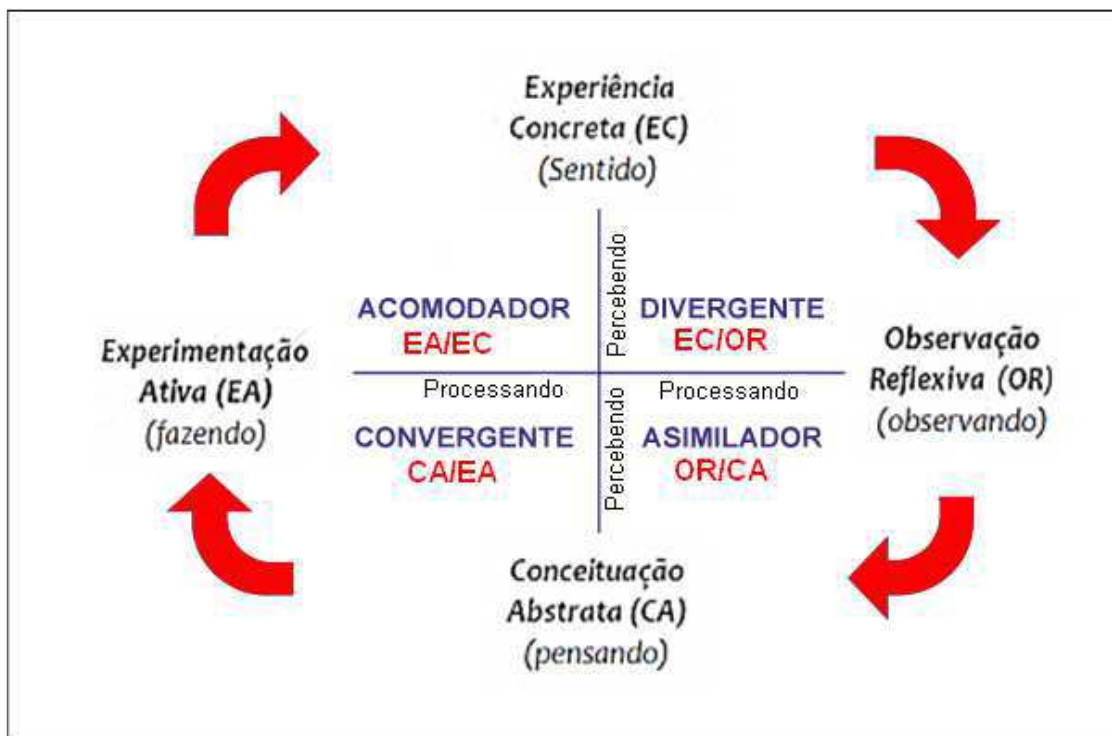 Experiência
Concreta (EC)
(Sentido)
Percebendo
ACOMODADOR
EA/EC
DIVERGENTE
EC/OR
Experimentação
Ativa (EA)
(fazendo)
Observação
Reflexiva (OR)
(observando)
Processando
Processando
Percebendo
CONVERGENTE
CA/EA
ASIMILADOR
OR/CA
Conceituação
Abstrata (CA)
(pensando)